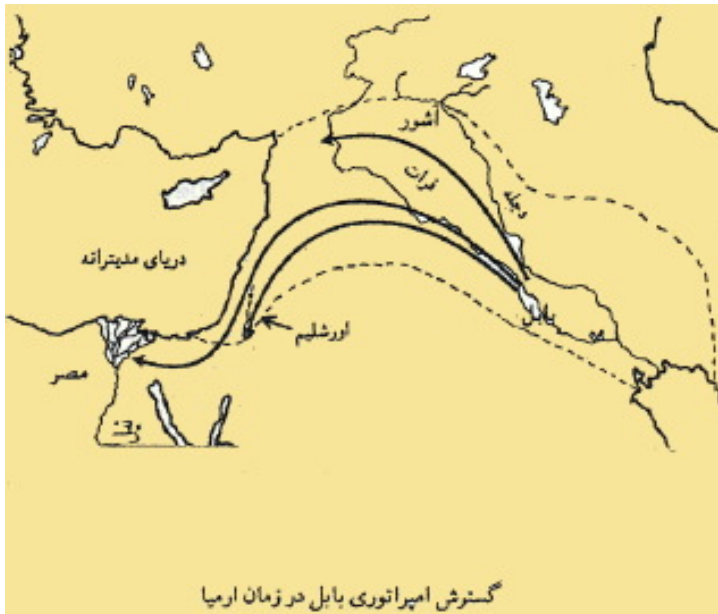 آشور
فرات
دجله
دریای مدیترانه
بابل
اورشلیم
مصر
گسترش امپراتوری بابل در زمان ارمیا